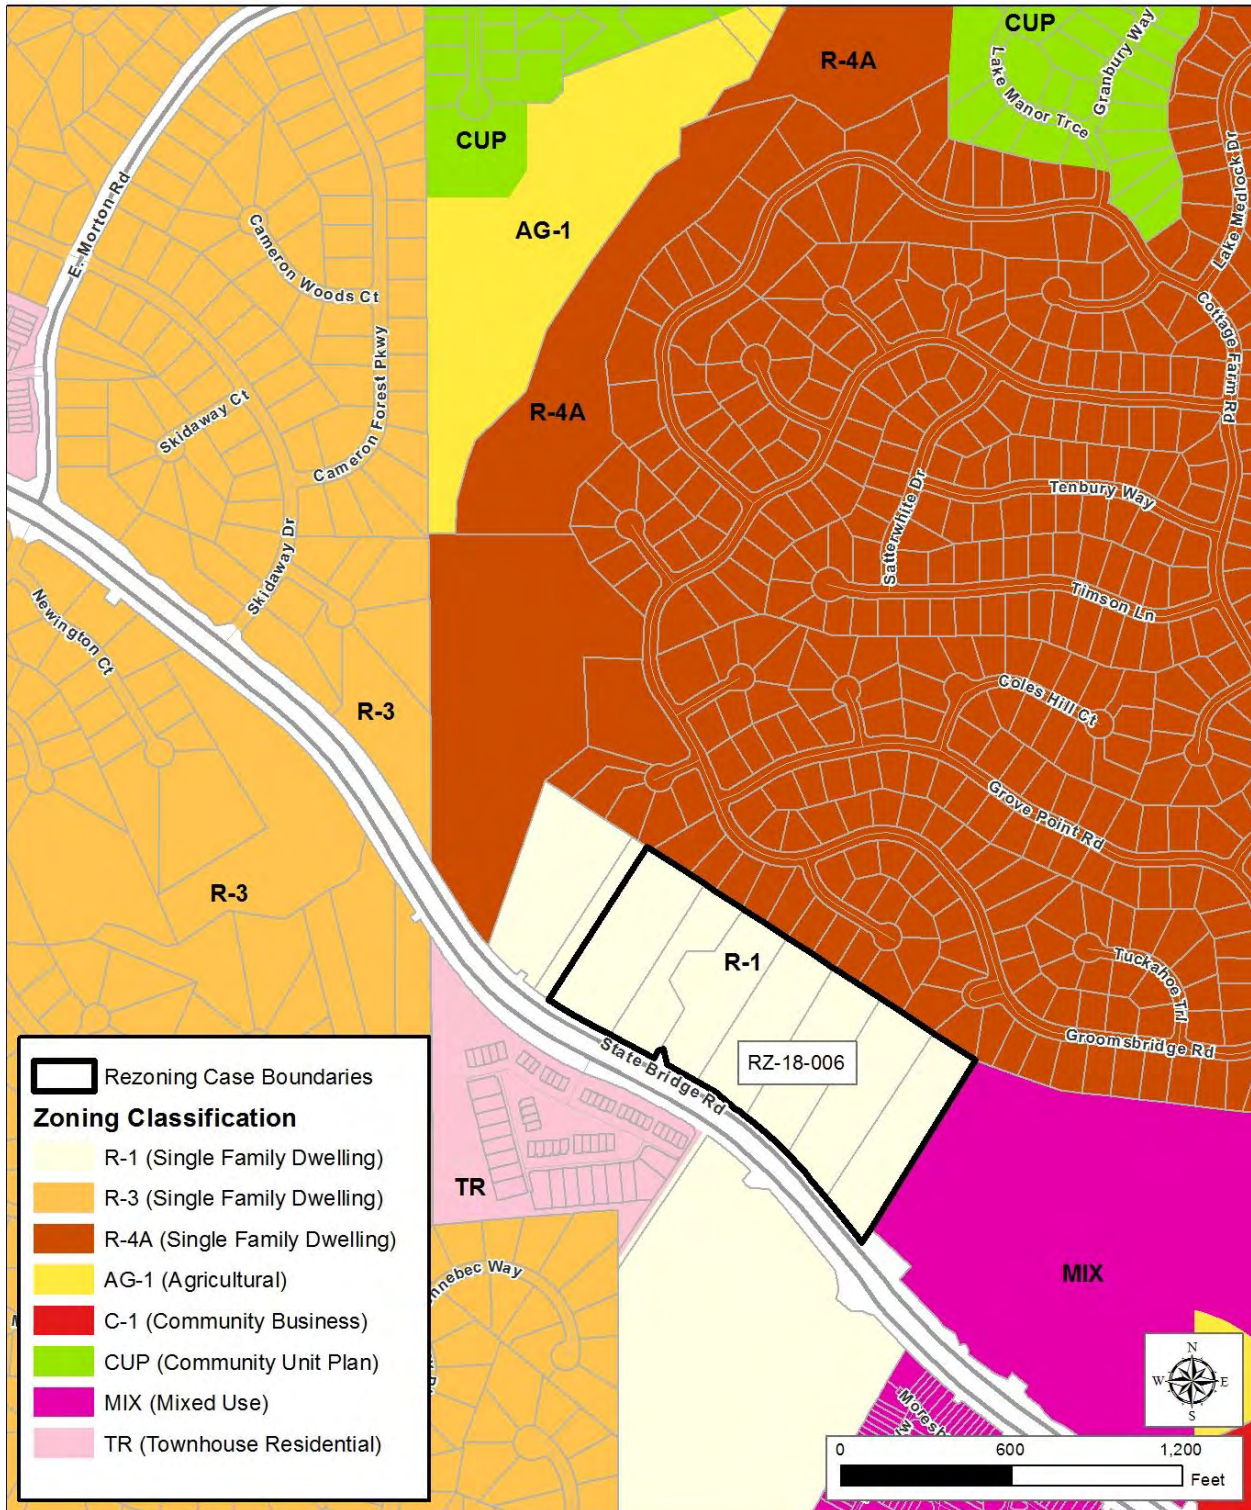 CUP
Granbury Way
R-4A
Lake Manor Trce
CUP
E. Morton Rd
Lake Medlock Dr
Cameron Woods Ct
AG-1
Cottage Farm Rd
Cameron Forest Pkwy
R-4A
Skidaway Ct
Tenbury Way
Satterwhite Dr
Skidaway Dr
Timson Ln
Newington Ct
Coles Hill Ct
R-3
Grove Point Rd
R-3
R-1
Tuckahoe Trl
Groomsbridge Rd
State Bridge Rd
RZ-18-006
TR
MIX
nnebec Way
Moresb
Rezoning Case Boundaries
Zoning Classification
R-1 (Single Family Dwelling)
R-3 (Single Family Dwelling)
R-4A (Single Family Dwelling)
AG-1 (Agricultural)
C-1 (Community Business)
CUP (Community Unit Plan)
MIX (Mixed Use)
TR (Townhouse Residential)
N
W E
S
0 600 1,200
Feet